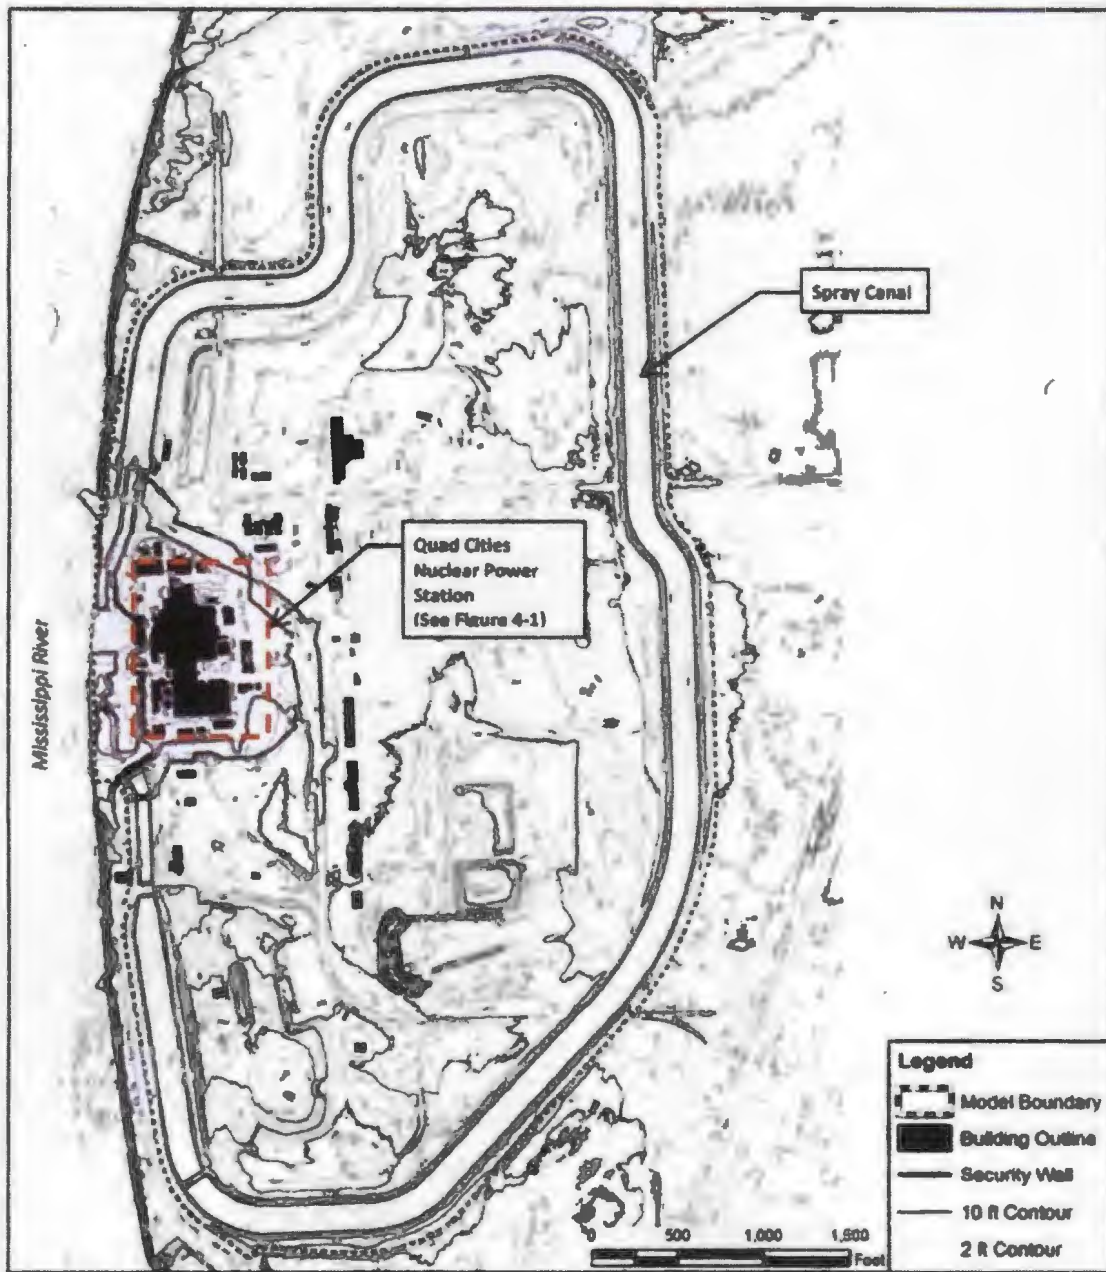 Spray Canal
Quad Cities
Nuclear Power
Station
(See Figure 4-1)
Mississippi River
N
W E
S
Legend
Model Boundary
Building Outline
Security Wall
10 ft Contour
2 ft Contour
0 500 1,000 1,500
Feet